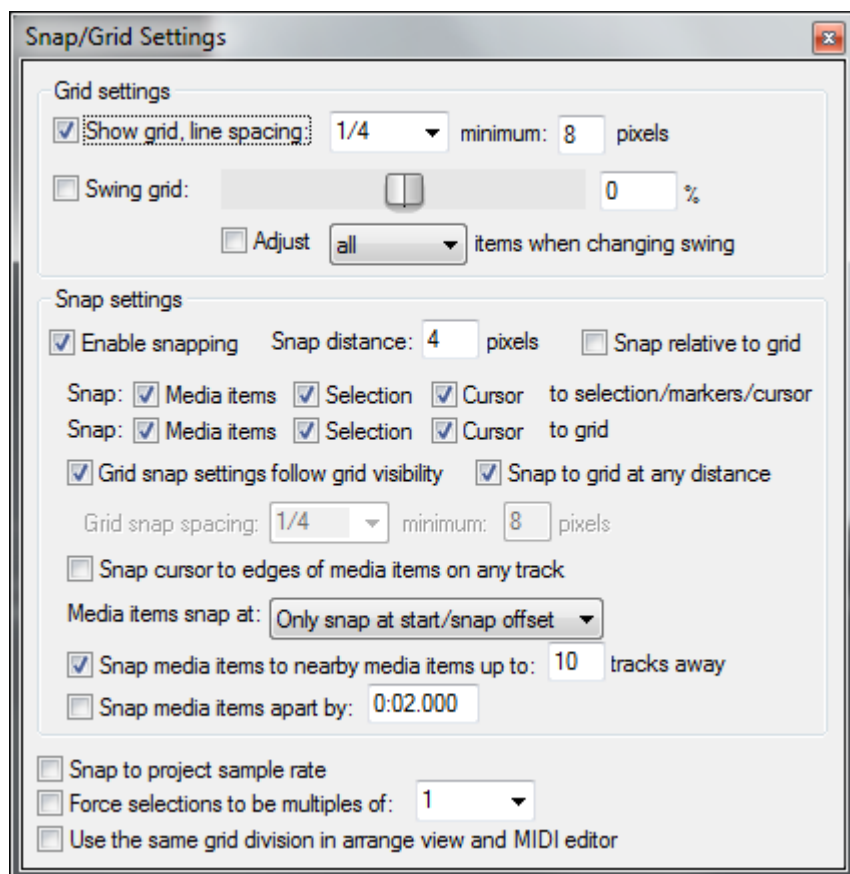 Snap/Grid Settings
Grid settings
Show grid, line spacing: 1/4 minimum: 8 pixels
Swing grid: 0 %
Adjust all items when changing swing
Snap settings
Enable snapping Snap distance: 4 pixels Snap relative to grid
Snap: Media items Selection Cursor to selection/markers/cursor
Snap: Media items Selection Cursor to grid
Grid snap settings follow grid visibility Snap to grid at any distance
Grid snap spacing: 1/4 minimum: 8 pixels
Snap cursor to edges of media items on any track
Media items snap at: Only snap at start/snap offset
Snap media items to nearby media items up to: 10 tracks away
Snap media items apart by: 0:02.000
Snap to project sample rate
Force selections to be multiples of: 1
Use the same grid division in arrange view and MIDI editor